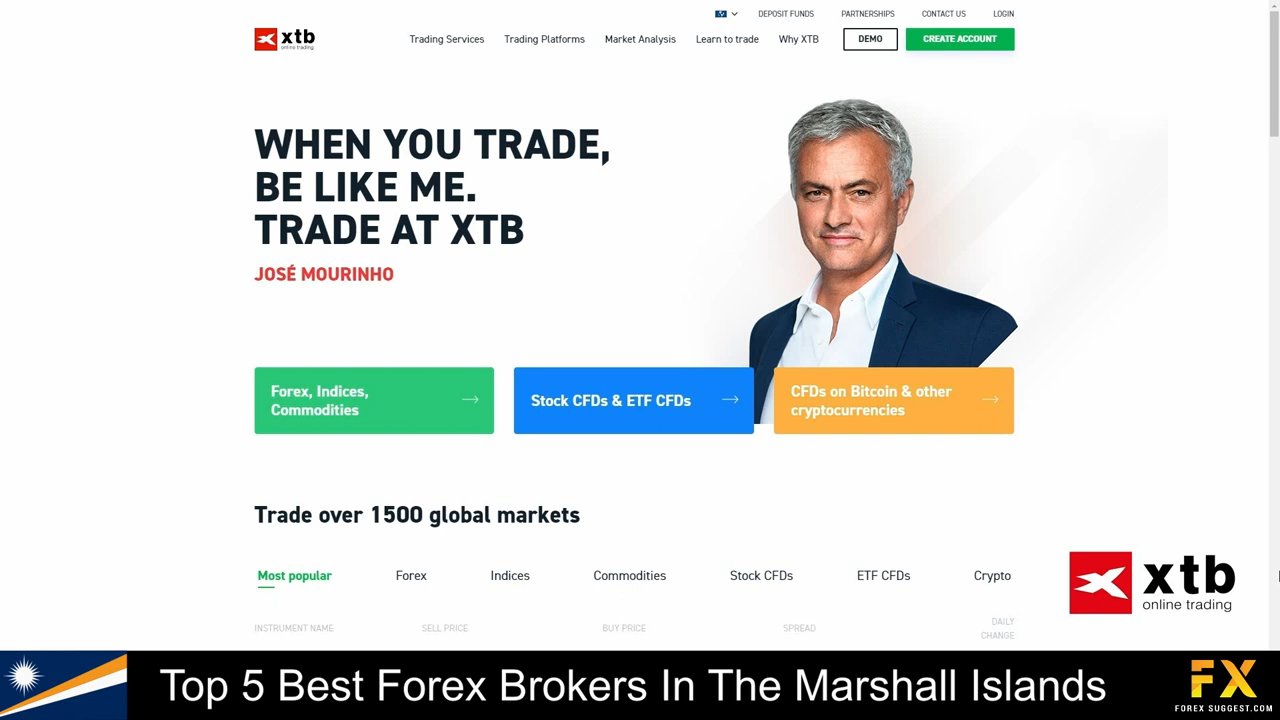 DEPOSIT FUNDS PARTNERSHIPS CONTACT US LOGIN
xtb
online trading
Trading Services Trading Platforms Market Analysis Learn to trade Why XTB DEMO CREATE ACCOUNT
WHEN YOU TRADE,
BE LIKE ME.
TRADE AT XTB
JOSÉ MOURINHO
Forex, Indices,
Commodities
Stock CFDs & ETF CFDs
CFDs on Bitcoin & other
cryptocurrencies
Trade over 1500 global markets
Most popular Forex Indices Commodities Stock CFDs ETF CFDs Crypto
INSTRUMENT NAME SELL PRICE BUY PRICE SPREAD DAILY
CHANGE
xtb
online trading
Top 5 Best Forex Brokers In The Marshall Islands
FX
FOREX SUGGEST.COM